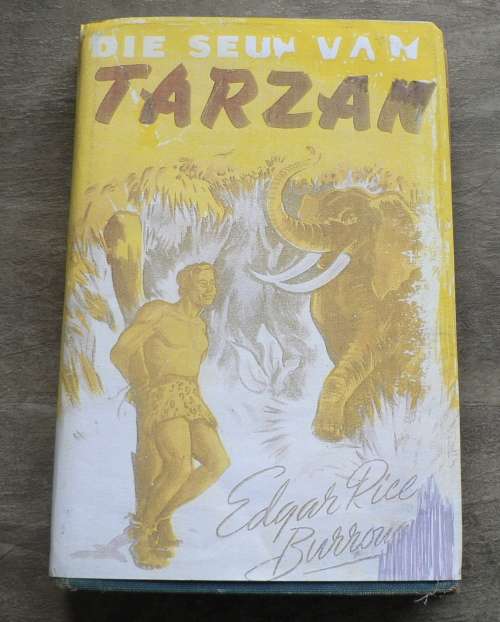 DIE SEUN VAN
TARZAN
Edgar Rice
Burrou